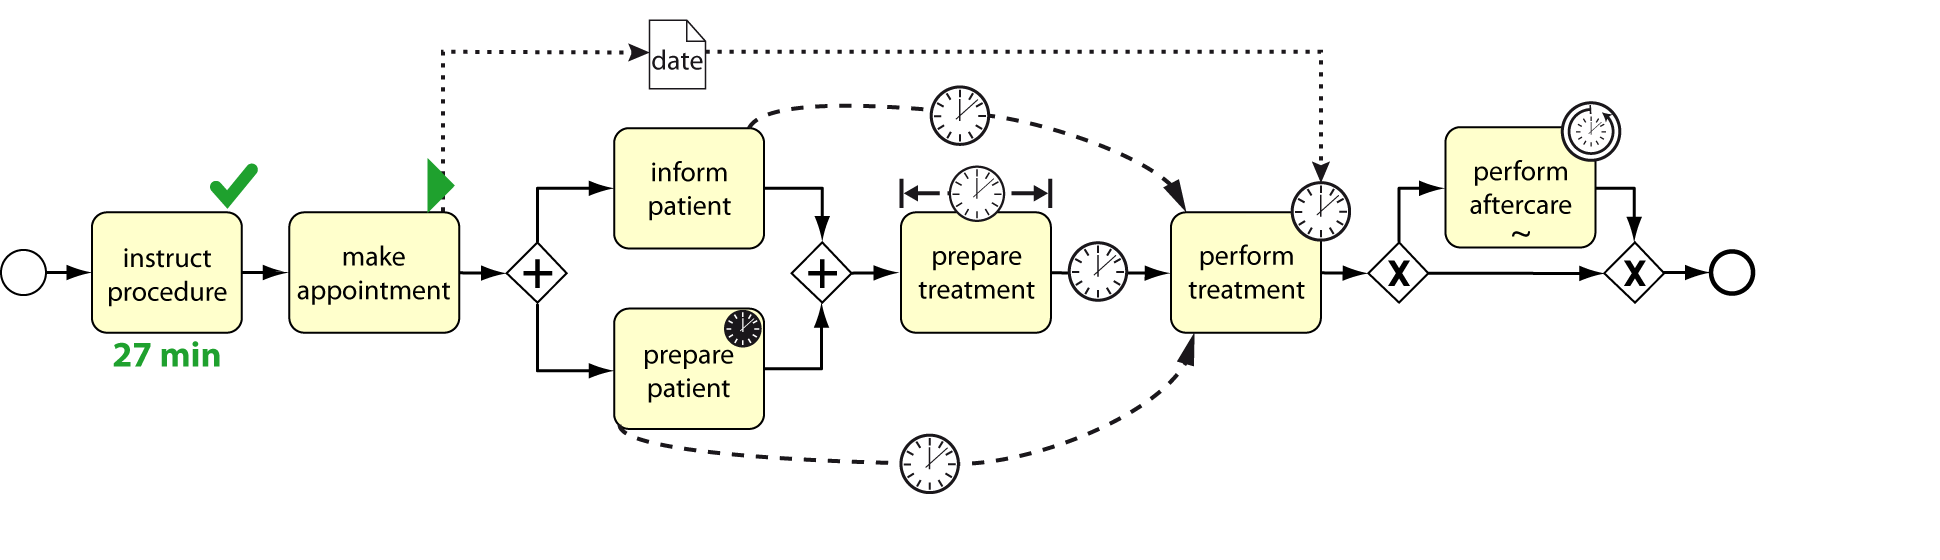 date
instruct
procedure
27 min
make
appointment
inform
patient
prepare
patient
prepare
treatment
perform
treatment
X
perform
aftercare
~
X